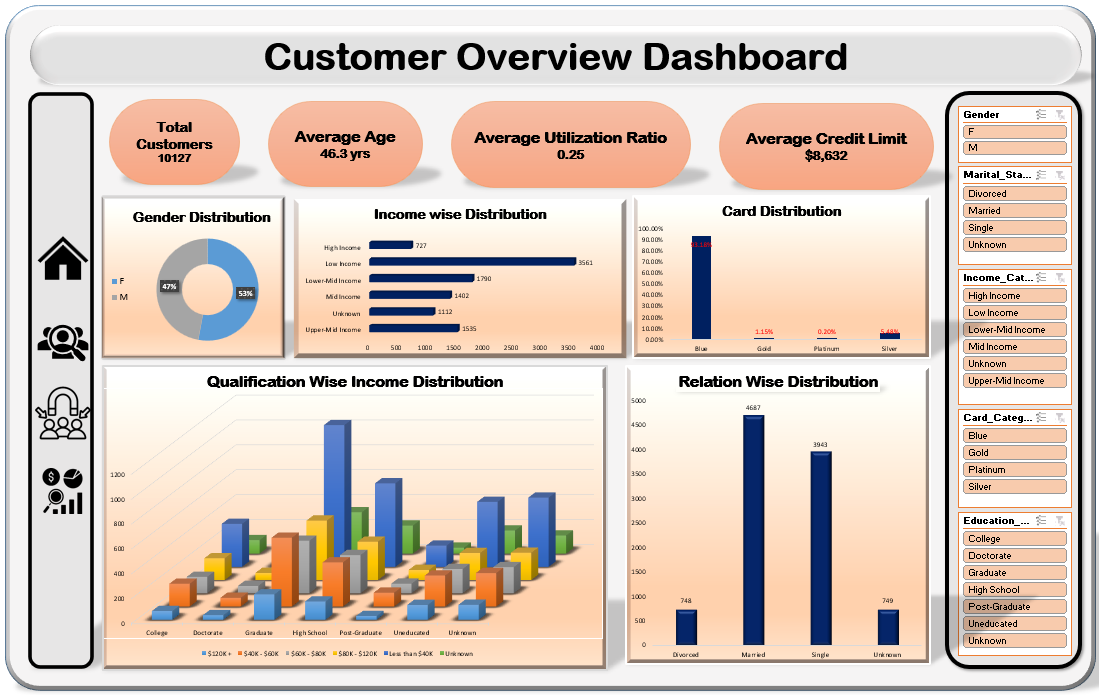 Customer Overview Dashboard
Total
Customers
10127
Average Age
46.3 yrs
Average Utilization Ratio
0.25
Average Credit Limit
$8,632
Gender Distribution
F
M
47%
53%
Income wise Distribution
High Income
727
Low Income
3561
Lower-Mid Income
1790
Mid Income
1402
Unknown
1112
Upper-Mid Income
1535
0 500 1000 1500 2000 2500 3000 3500 4000
Card Distribution
100.00%
90.00%
80.00%
70.00%
60.00%
50.00%
40.00%
30.00%
20.00%
10.00%
0.00%
1.15% 0.20% 5.48%
Blue Gold Platinum Silver
Qualification Wise Income Distribution
1200
1000
800
600
400
200
0
College Doctorate Graduate High School Post-Graduate Uneducated Unknown
$120K + $40K - $60K $60K - $80K $80K - $120K Less than $40K Unknown
Relation Wise Distribution
5000
4500
4000
3500
3000
2500
2000
1500
1000
500
0
748 4687 3943 749
Divorced Married Single Unknown
Gender
F
M
Marital_Sta...
Divorced
Married
Single
Unknown
Income_Cat...
High Income
Low Income
Lower-Mid Income
Mid Income
Unknown
Upper-Mid Income
Card_Categ...
Blue
Gold
Platinum
Silver
Education_...
College
Doctorate
Graduate
High School
Post-Graduate
Uneducated
Unknown